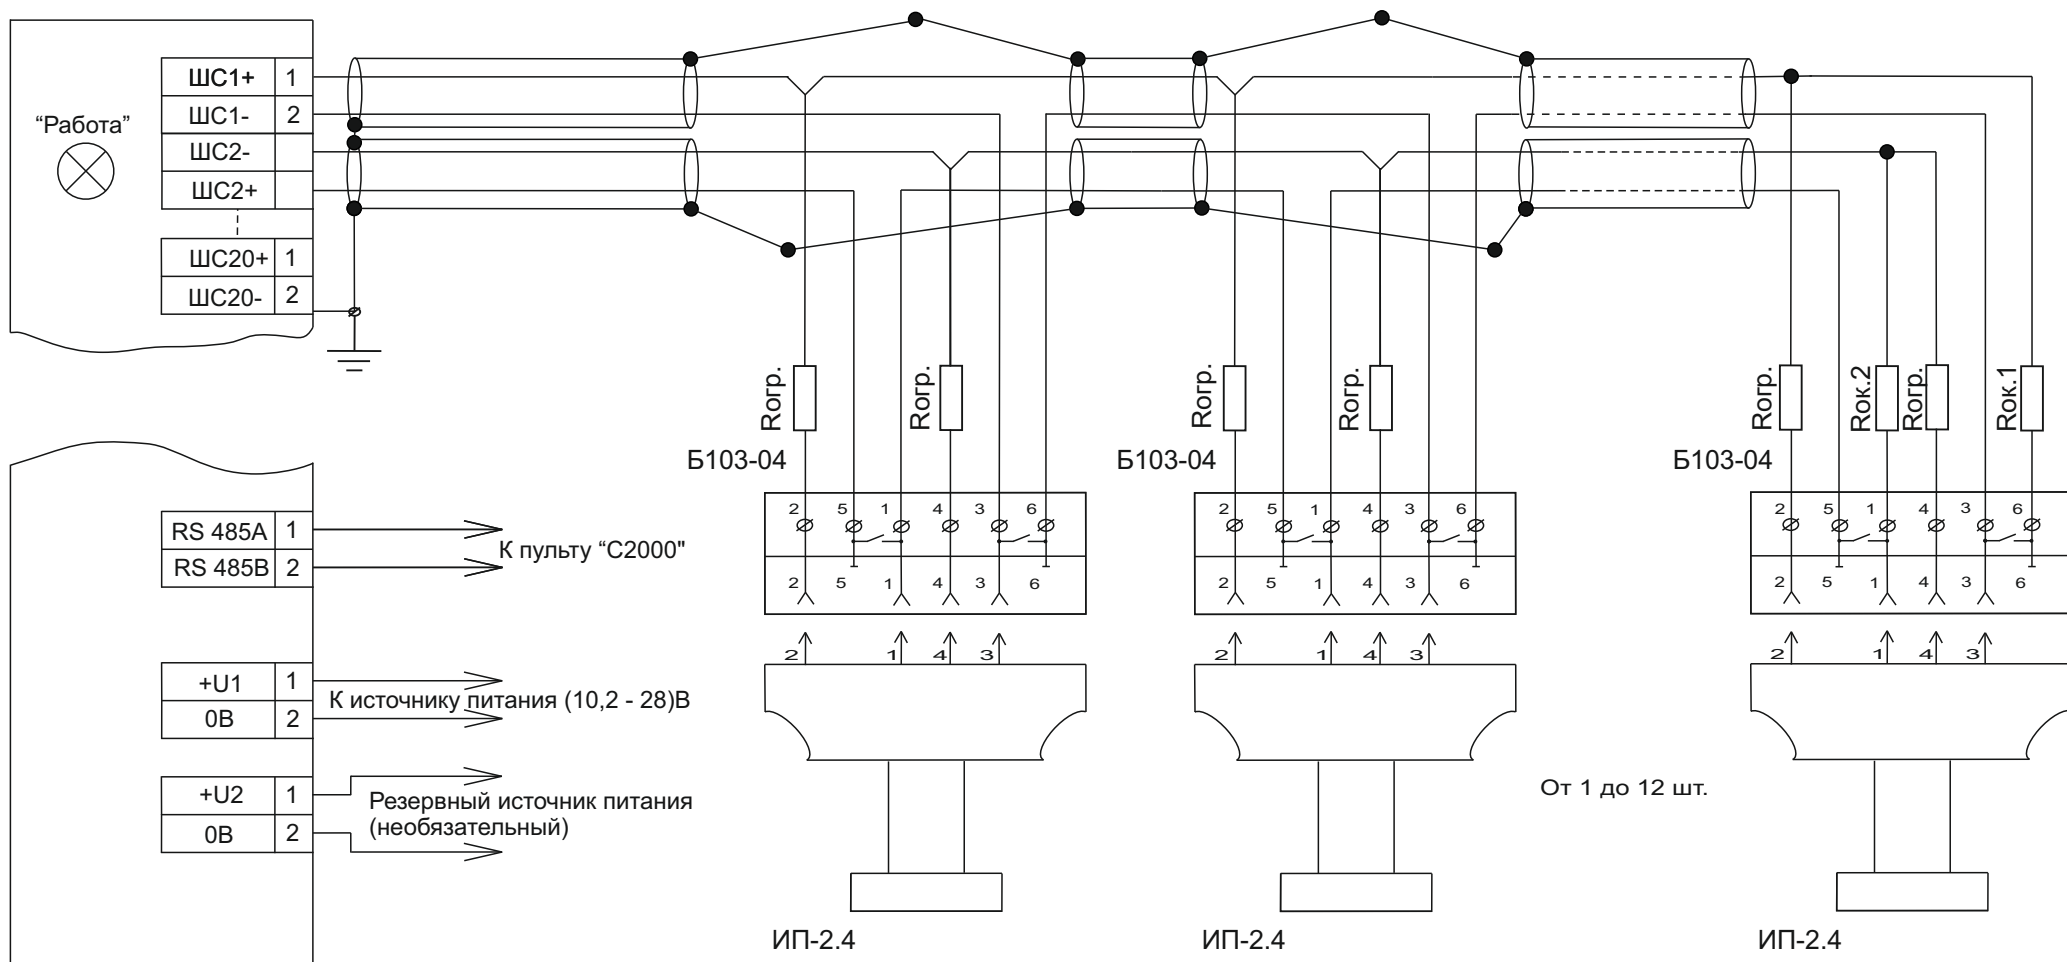 “Работа”
ШС1+ 1
ШС1- 2
ШС2-
ШС2+
ШС20+ 1
ШС20- 2
Rогр. Rогр. Rогр. Rогр. Rогр. Rок.2 Rогр. Rок.1
Б103-04 Б103-04 Б103-04
2 5 1 4 3 6 2 5 1 4 3 6 2 5 1 4 3 6
2 5 1 4 3 6 2 5 1 4 3 6 2 5 1 4 3 6
2 1 4 3 2 1 4 3 2 1 4 3
RS 485A 1
RS 485B 2
К пульту “С2000"
+U1 1
0В 2
К источнику питания (10,2 - 28)В
+U2 1
0В 2
Резервный источник питания
(необязательный)
От 1 до 12 шт.
ИП-2.4 ИП-2.4 ИП-2.4